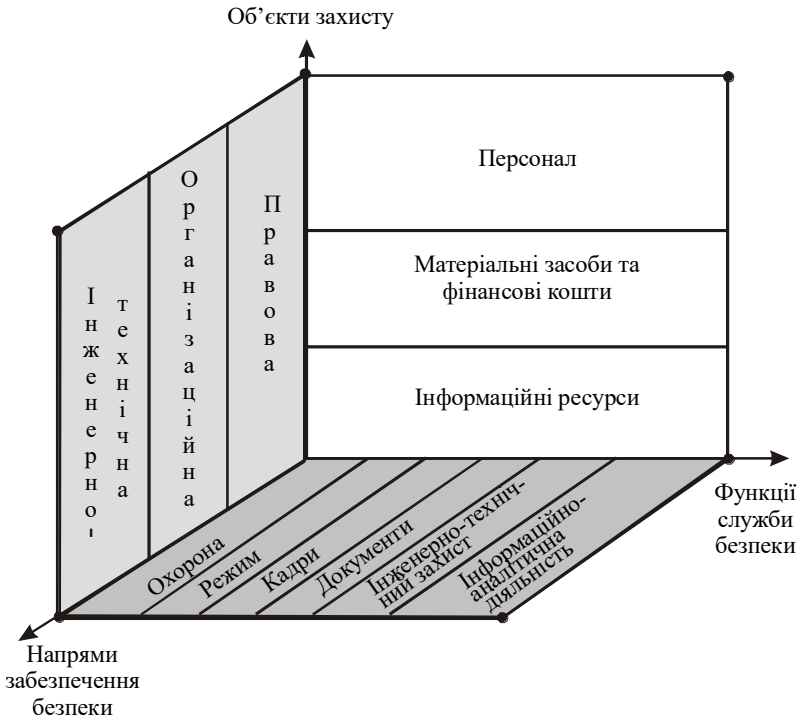 Об’єкти захисту
Персонал
Матеріальні засоби та
фінансові кошти
Інформаційні ресурси
Правова
Організаційна
Інженерно-
технічна
Охорона
Режим
Кадри
Документи
Інженерно-техніч-
ний захист
Інформаційно-
аналітична
діяльність
Функції
служби
безпеки
Напрями
забезпечення
безпеки